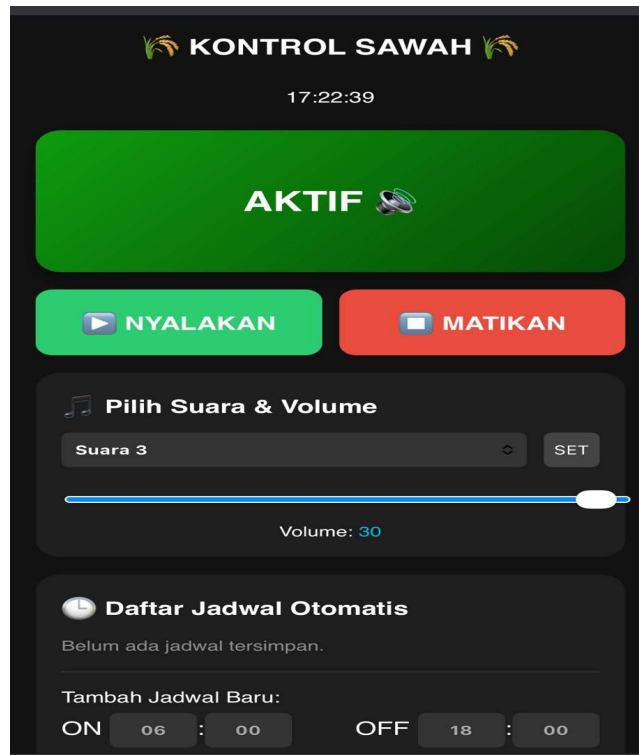 🌾 KONTROL SAWAH 🌾
17:22:39
AKTIF 🔊
▶️ NYALAKAN
⏹️ MATIKAN
🎵 Pilih Suara & Volume
Suara 3
SET
Volume: 30
🕒 Daftar Jadwal Otomatis
Belum ada jadwal tersimpan.
Tambah Jadwal Baru:
ON 06 : 00 OFF 18 : 00